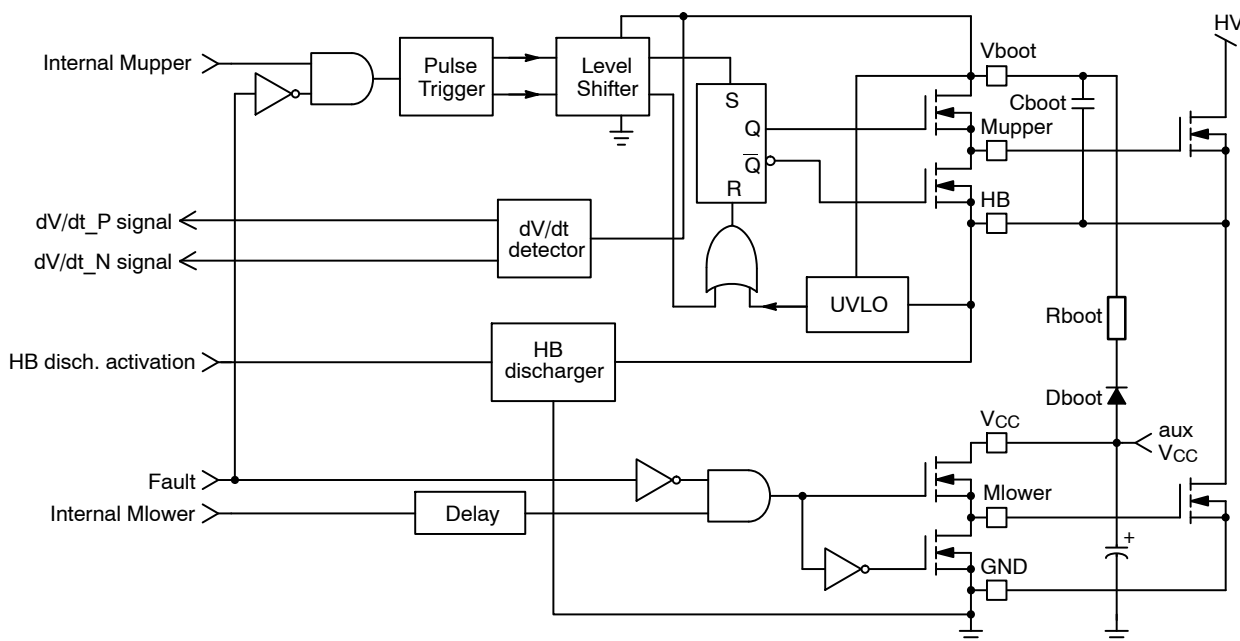 HV
Vboot
Internal Mupper
Pulse
Trigger
Level
Shifter
Cboot
S
Q
Mupper
Q
R
HB
dV/dt_P signal
dV/dt
detector
dV/dt_N signal
UVLO
Rboot
HB
discharger
HB disch. activation
Dboot
VCC
aux
VCC
Fault
Mlower
Internal Mlower
Delay
+
GND